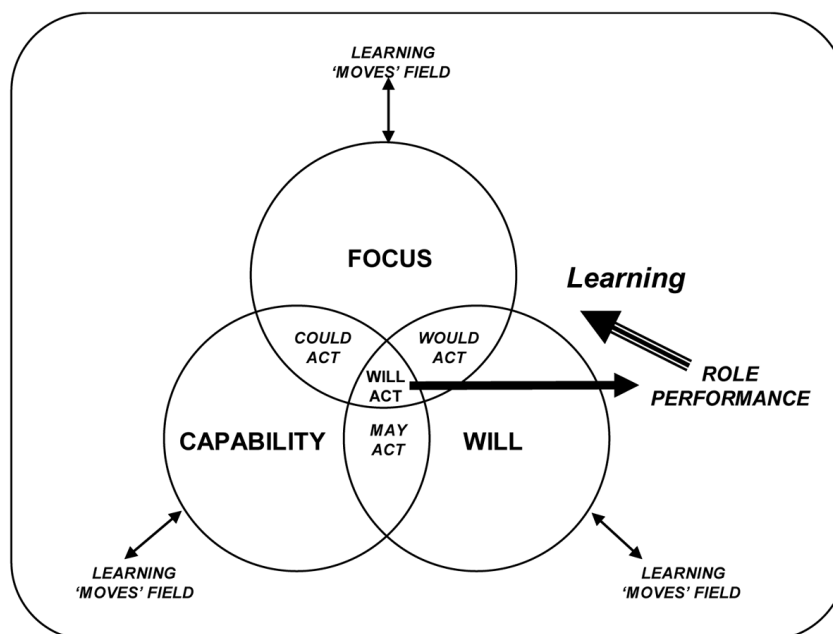 LEARNING
‘MOVES’ FIELD
FOCUS
Learning
COULD
ACT
WOULD
ACT
WILL
ACT
ROLE
PERFORMANCE
CAPABILITY
MAY
ACT
WILL
LEARNING
‘MOVES’ FIELD
LEARNING
‘MOVES’ FIELD